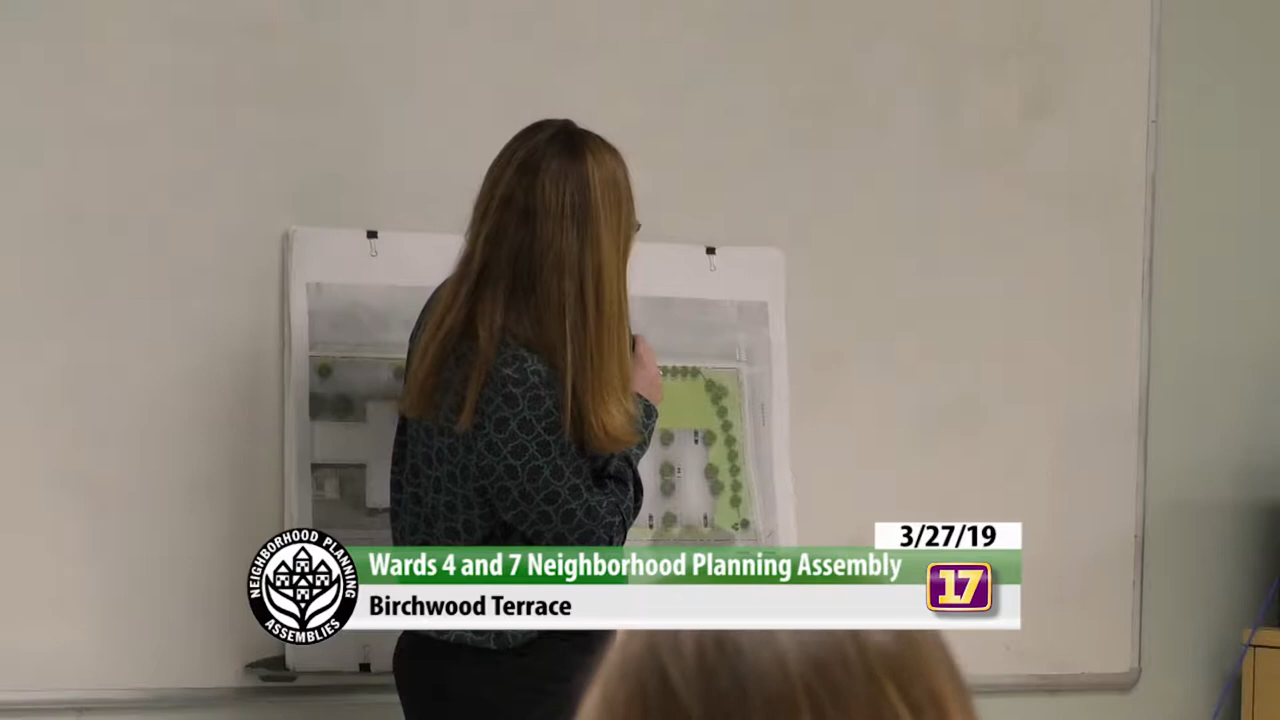 3/27/19
NEIGHBORHOOD PLANNING
ASSEMBLIES
Wards 4 and 7 Neighborhood Planning Assembly
17
Birchwood Terrace